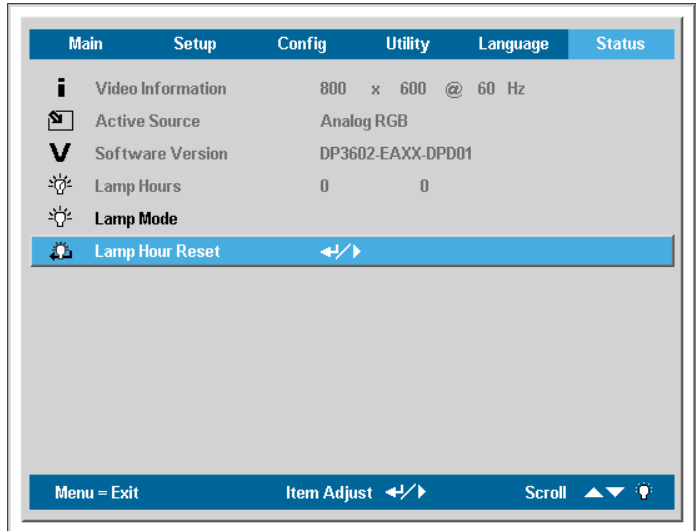 Main Setup Config Utility Language Status
Video Information 800 x 600 @ 60 Hz
Active Source Analog RGB
V Software Version DP3602-EAXX-DPD01
Lamp Hours 0 0
Lamp Mode
Lamp Hour Reset
Menu = Exit Item Adjust Scroll